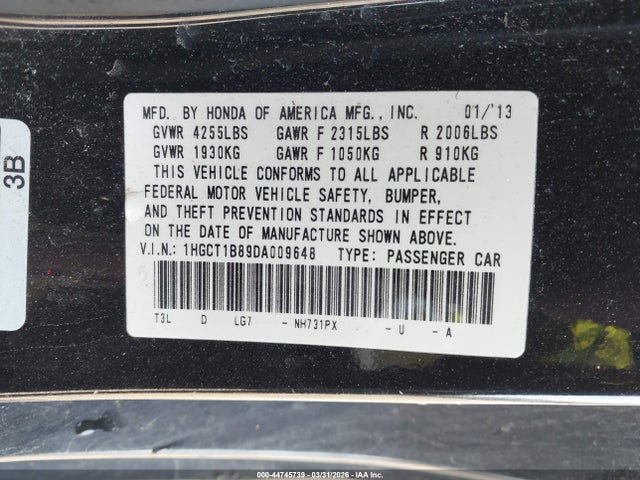 MFD. BY HONDA OF AMERICA MFG., INC. 01/'13
GVWR 4255LBS GAWR F 2315LBS R 2006LBS
GVWR 1930KG GAWR F 1050KG R 910KG
THIS VEHICLE CONFORMS TO ALL APPLICABLE
FEDERAL MOTOR VEHICLE SAFETY, BUMPER,
AND THEFT PREVENTION STANDARDS IN EFFECT
ON THE DATE OF MANUFACTURE SHOWN ABOVE.
V.I.N.: 1HGCT1B89DA009648 TYPE: PASSENGER CAR
T3L D LG7 - NH731PX - U - A
3B
000-44745739 - 03/31/2026 - IAA Inc.